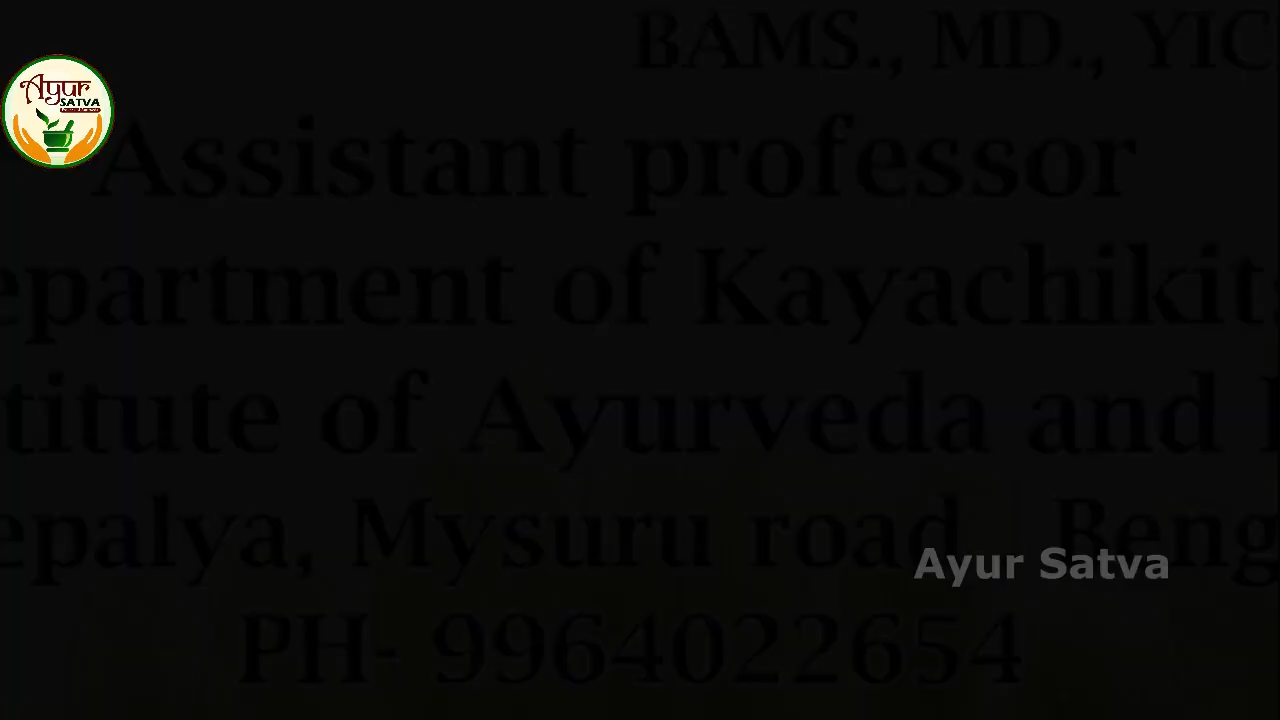 BAMS., MD., YIC
Ayur
SATVA
Assistant professor
epartment of Kayachikit
titute of Ayurveda and
epalya, Mysuru road Beng
Ayur Satva
PH- 9964022654